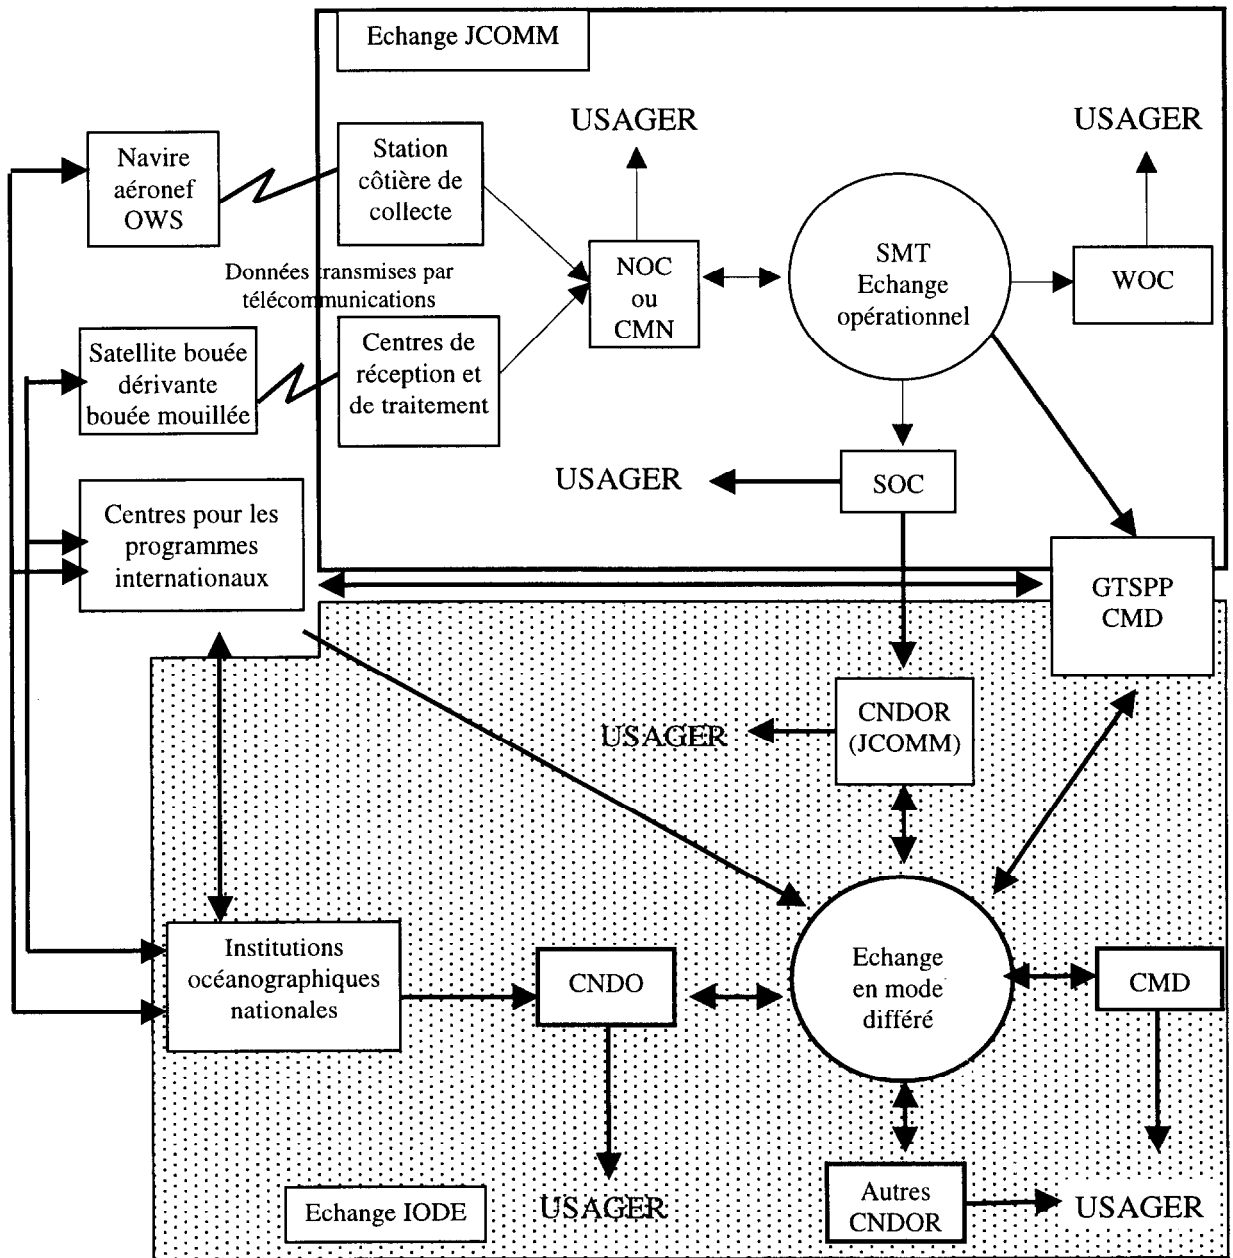 Echange JCOMM
USAGER
USAGER
Navire
aéronef
OWS
Station
côtière de
collecte
SMT
Echange
opérationnel
NOC
ou
CMN
WOC
Données transmises par
télécommunications
Satellite bouée
dérivante
bouée mouillée
Centres de
réception et
de traitement
USAGER
SOC
Centres pour les
programmes
internationaux
GTSPP
CMD
USAGER
CNDOR
(JCOMM)
Institutions
océanographiques
nationales
CNDO
Echange
en mode
différé
CMD
Echange IODE
USAGER
Autres
CNDOR
USAGER